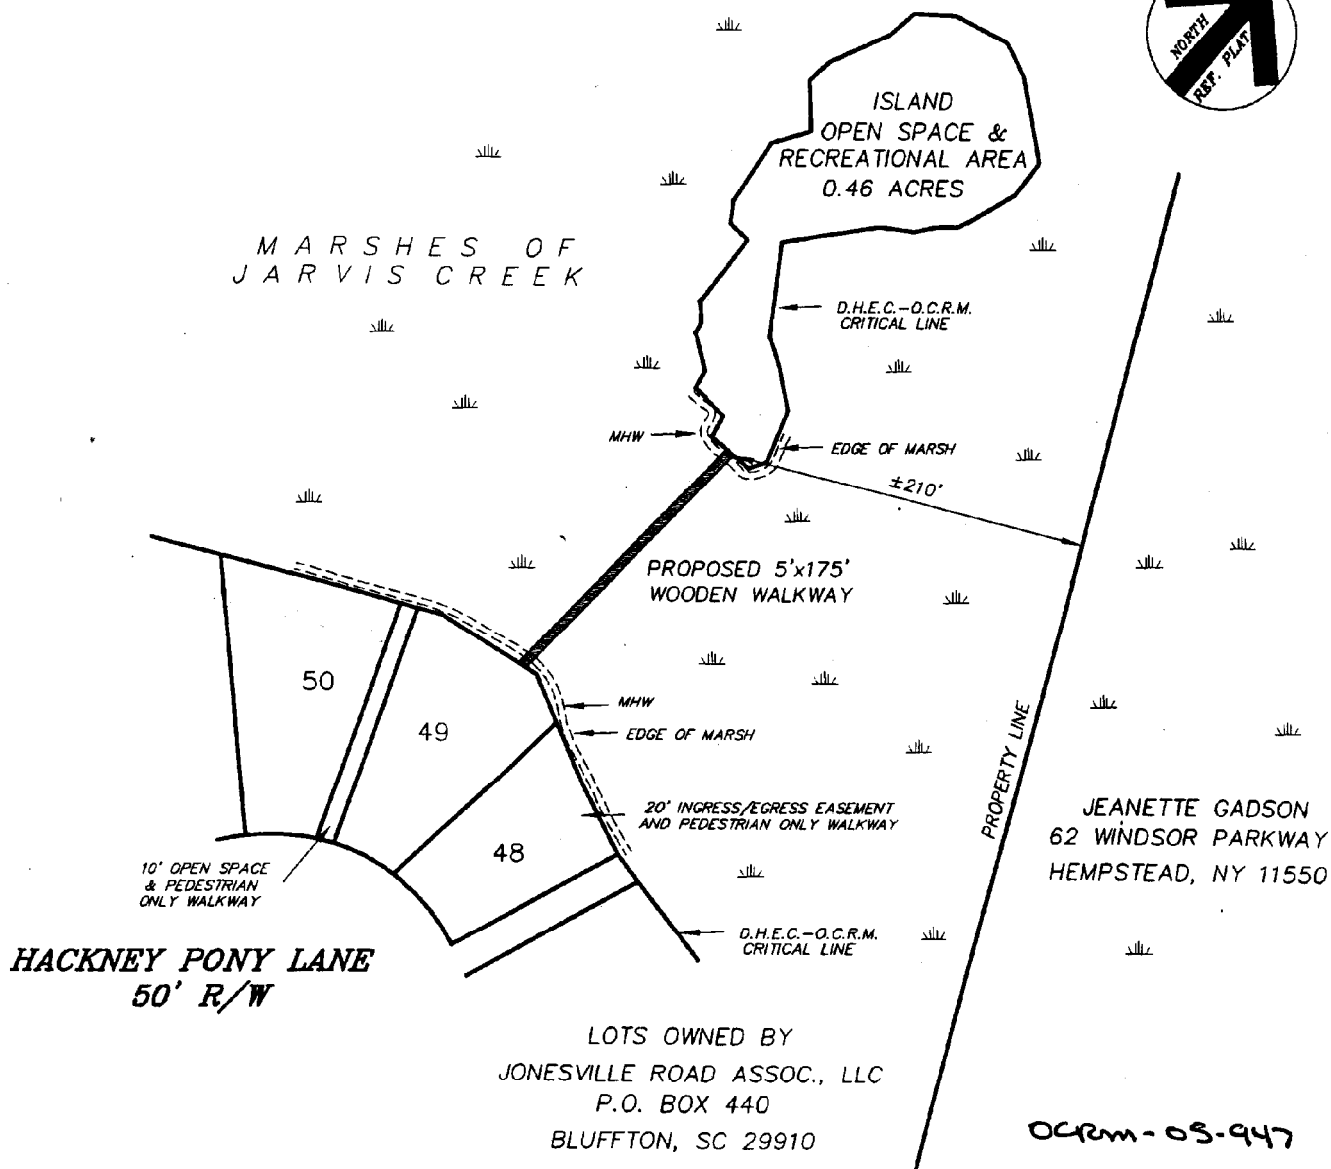 NORTH
REF. PLAT
ISLAND
OPEN SPACE &
RECREATIONAL AREA
0.46 ACRES
MARSHES OF
JARVIS CREEK
D.H.E.C.-O.C.R.M.
CRITICAL LINE
MHW
EDGE OF MARSH
±210'
PROPOSED 5'x175'
WOODEN WALKWAY
50
49
MHW
EDGE OF MARSH
PROPERTY LINE
20' INGRESS/EGRESS EASEMENT
AND PEDESTRIAN ONLY WALKWAY
JEANETTE GADSON
62 WINDSOR PARKWAY
HEMPSTEAD, NY 11550
48
10' OPEN SPACE
& PEDESTRIAN
ONLY WALKWAY
D.H.E.C.-O.C.R.M.
CRITICAL LINE
HACKNEY PONY LANE
50' R/W
LOTS OWNED BY
JONESVILLE ROAD ASSOC., LLC
P.O. BOX 440
BLUFFTON, SC 29910
OCRM-05-947